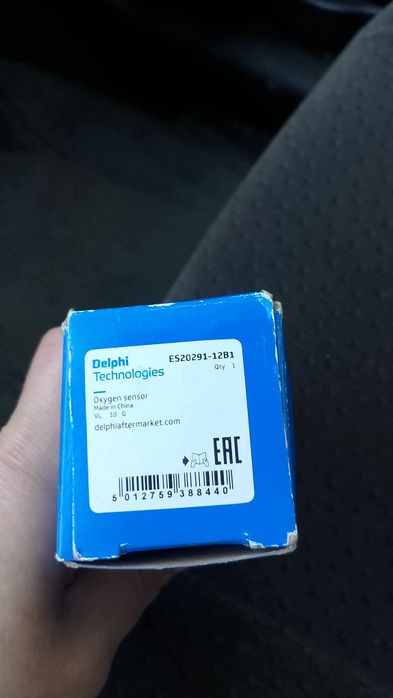 Delphi
Technologies
ES20291-12B1
Qty 1
Oxygen sensor
Made in China
VL 10 G
delphiaftermarket.com
EAC
5 012759 388440